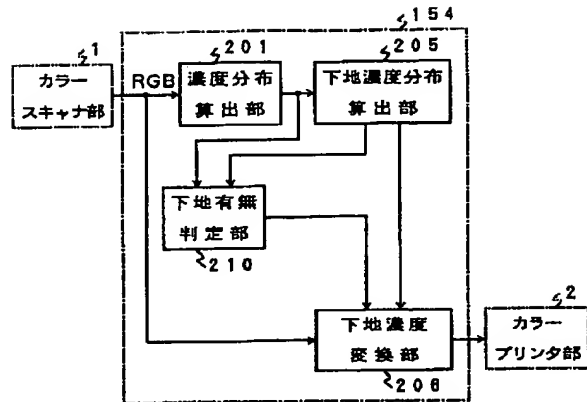 154
1
カラー
スキャナ部
RGB
201
濃度分布
算出部
205
下地濃度分布
算出部
下地有無
判定部
210
下地濃度
変換部
206
2
カラー
プリンタ部